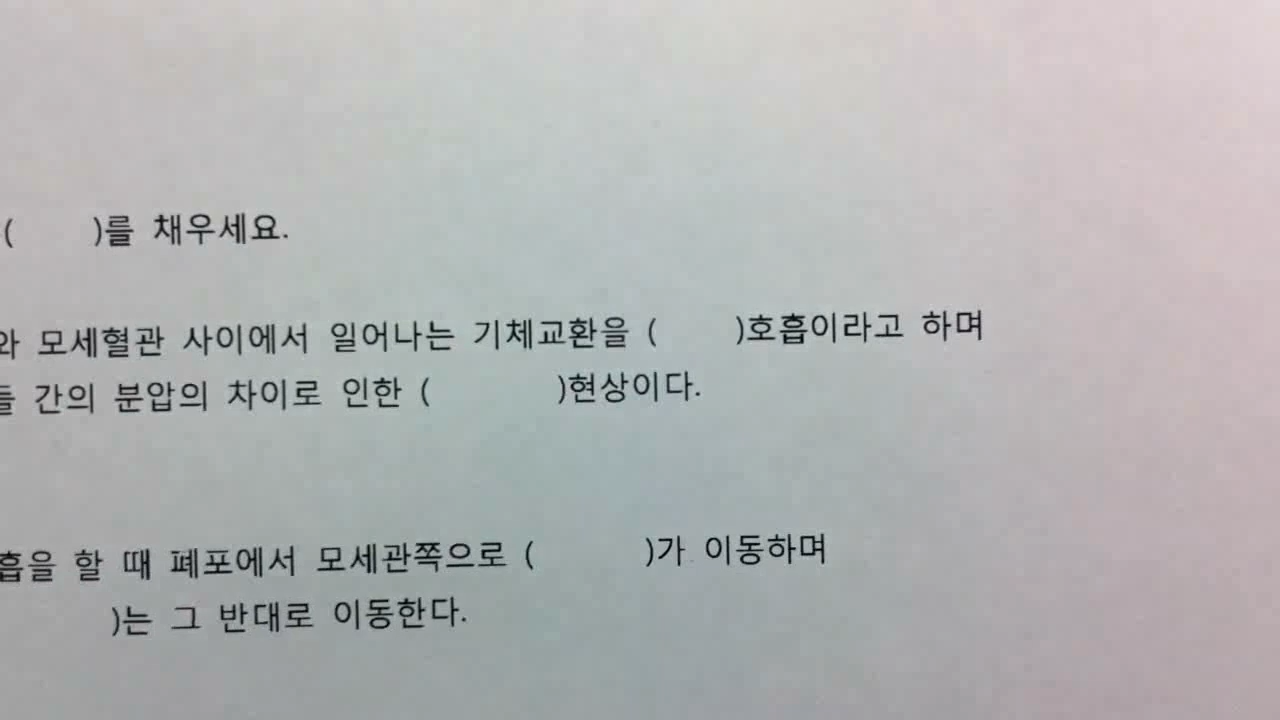 ( )를 채우세요.
와 모세혈관 사이에서 일어나는 기체교환을 ( )호흡이라고 하며
들 간의 분압의 차이로 인한 ( )현상이다.
흡을 할 때 폐포에서 모세관쪽으로 ( )가 이동하며
)는 그 반대로 이동한다.